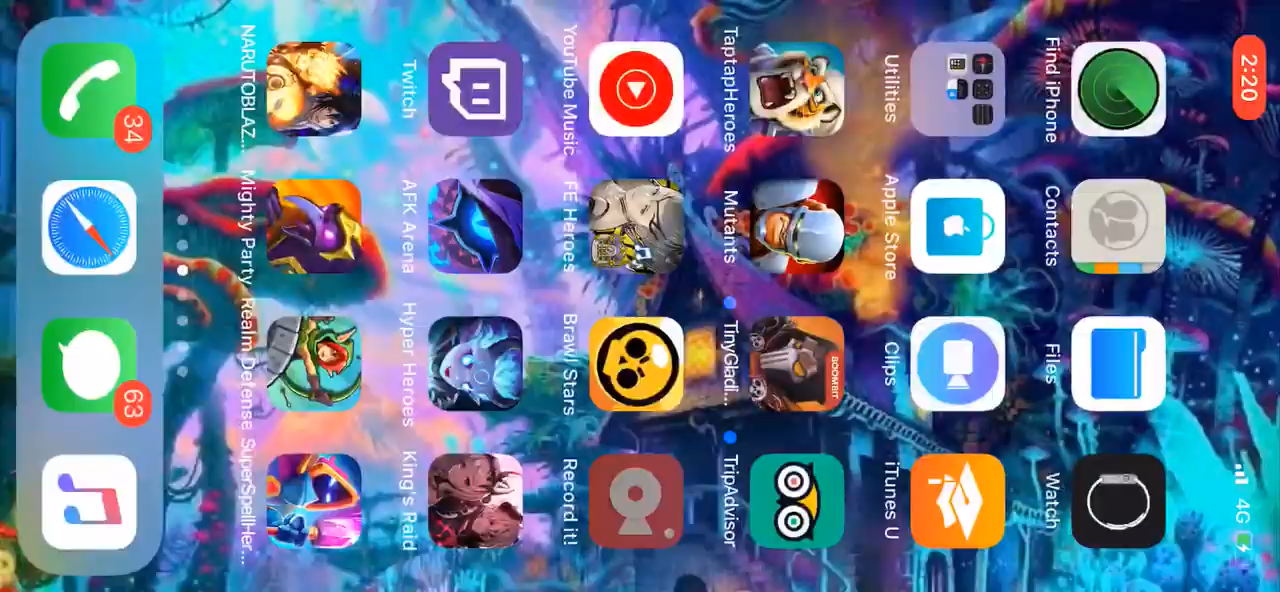 2:20
4G
Find iPhone Contacts Files Watch
Utilities Apple Store Clips iTunes U
BOOMBIT
TaptapHeroes Mutants TinyGladi... TripAdvisor
YouTube Music FE Heroes Brawl Stars Record it!
Twitch AFK Arena Hyper Heroes King's Raid
NARUTOBLAZ... Mighty Party Realm Defense SuperSpellHer...
34
63